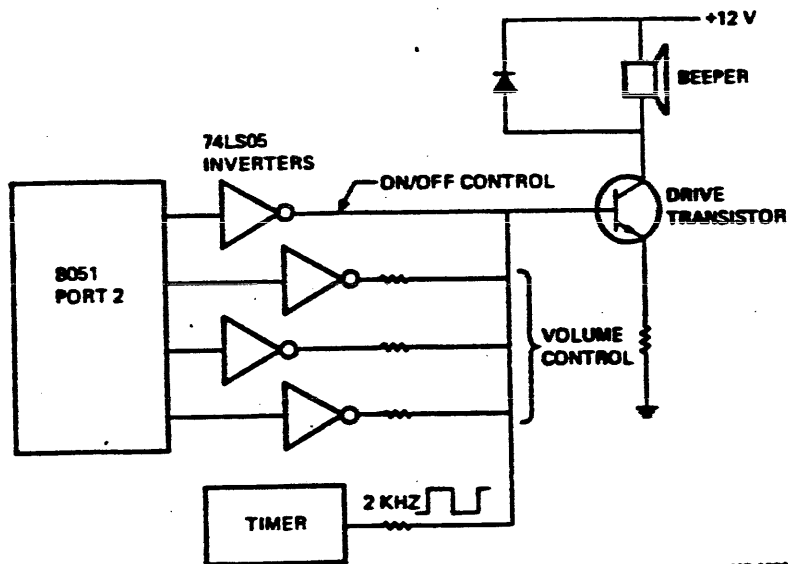 +12 V
BEEPER
74LS05
INVERTERS
ON/OFF CONTROL
DRIVE
TRANSISTOR
8051
PORT 2
VOLUME
CONTROL
2 KHZ
TIMER